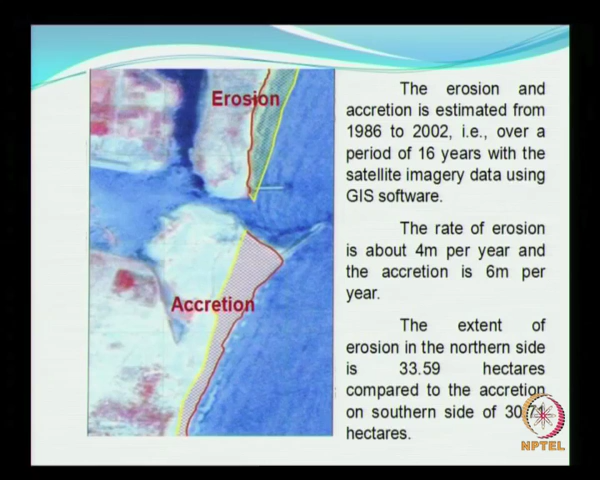 Erosion
Accretion
The erosion and
accretion is estimated from
1986 to 2002, i.e., over a
period of 16 years with the
satellite imagery data using
GIS software.
The rate of erosion
is about 4m per year and
the accretion is 6m per
year.
The extent of
erosion in the northern side
is 33.59 hectares
compared to the accretion
on southern side of 30.71
hectares.
NPTEL